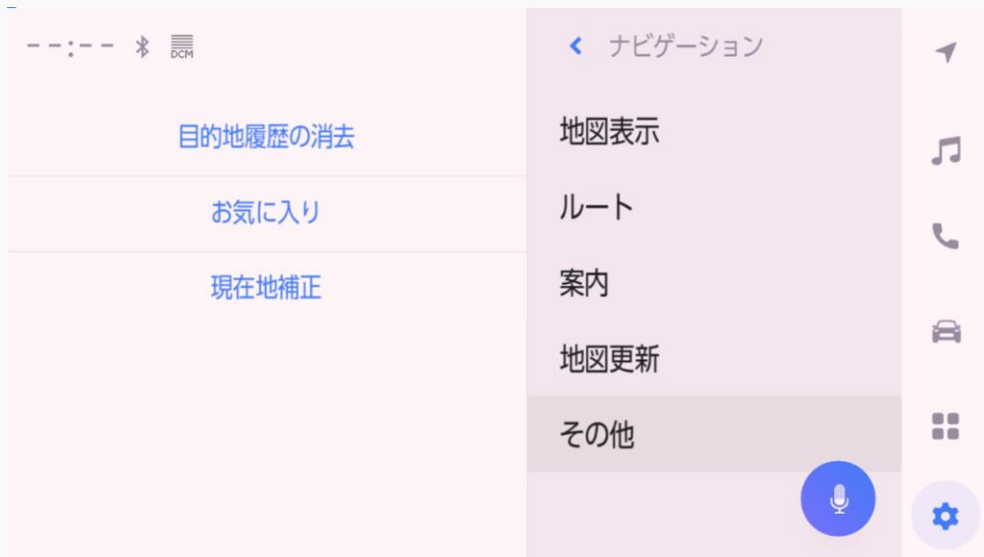 --:--
DCM
目的地履歴の消去
お気に入り
現在地補正
ナビゲーション
地図表示
ルート
案内
地図更新
その他